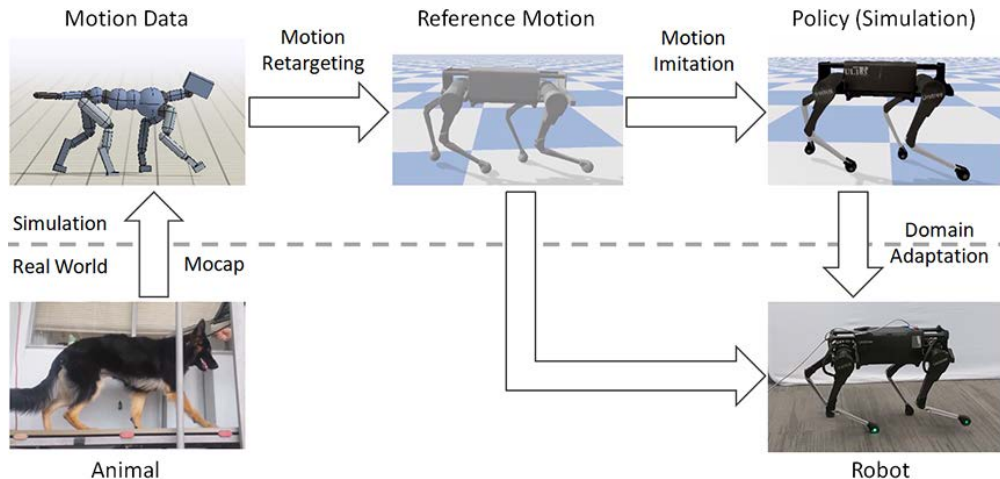 Motion Data
Reference Motion
Policy (Simulation)
Motion
Retargeting
Motion
Imitation
Simulation
Real World
Mocap
Domain
Adaptation
Animal
Robot